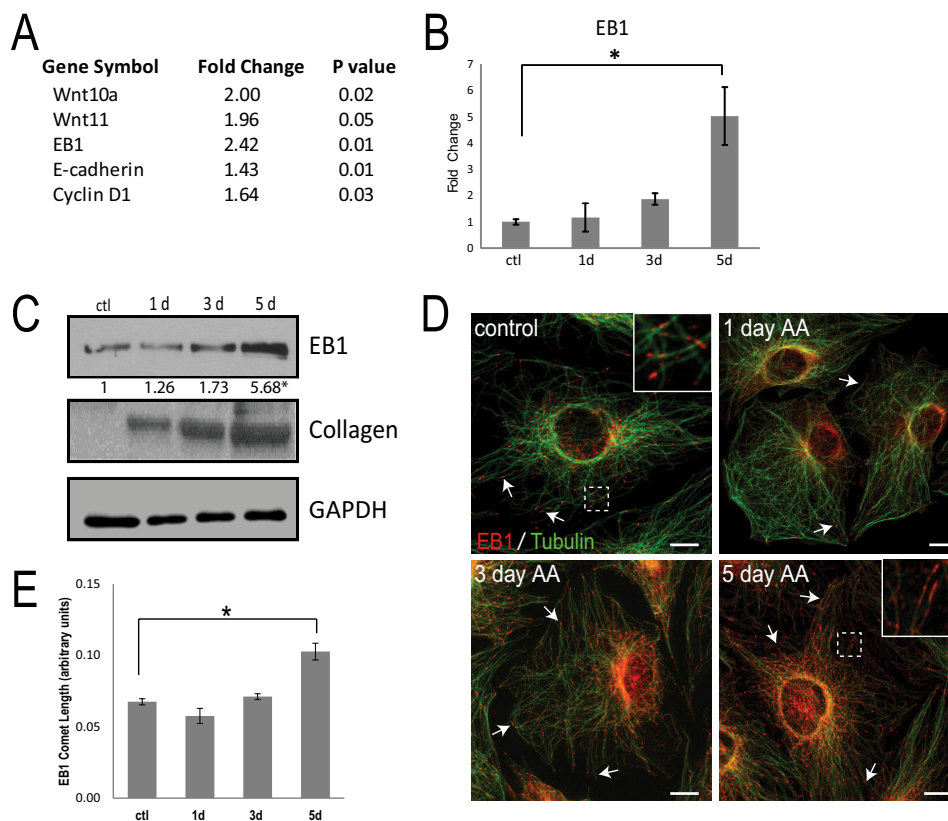 A
Gene Symbol Fold Change P value
Wnt10a 2.00 0.02
Wnt11 1.96 0.05
EB1 2.42 0.01
E-cadherin 1.43 0.01
Cyclin D1 1.64 0.03
B
EB1
*
Fold Change
7
6
5
4
3
2
1
0
ctl 1d 3d 5d
C
ctl 1 d 3 d 5 d
EB1
1 1.26 1.73 5.68*
Collagen
GAPDH
D
control
1 day AA
EB1/Tubulin
3 day AA
5 day AA
E
*
EB1 Comet Length (arbitrary units)
0.15
0.10
0.05
0.00
ctl 1d 3d 5d